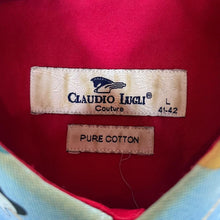 CLAUDIO LUGLI®
Couture
L
41-42
PURE COTTON